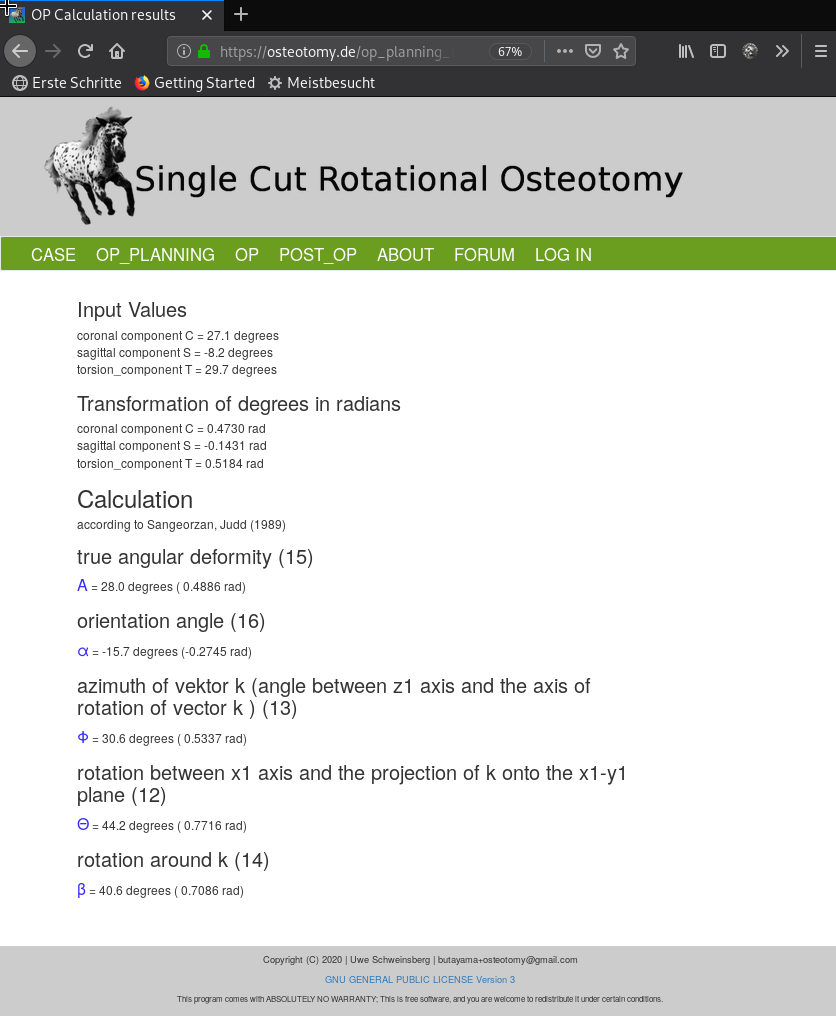 OP Calculation results
https://osteotomy.de/op_planning_
67%
Erste Schritte Getting Started Meistbesucht
Single Cut Rotational Osteotomy
CASE OP_PLANNING OP POST_OP ABOUT FORUM LOG IN
Input Values
coronal component C = 27.1 degrees
sagittal component S = -8.2 degrees
torsion_component T = 29.7 degrees
Transformation of degrees in radians
coronal component C = 0.4730 rad
sagittal component S = -0.1431 rad
torsion_component T = 0.5184 rad
Calculation
according to Sangeorzan, Judd (1989)
true angular deformity (15)
A = 28.0 degrees ( 0.4886 rad)
orientation angle (16)
α = -15.7 degrees (-0.2745 rad)
azimuth of vektor k (angle between z1 axis and the axis of
rotation of vector k ) (13)
Φ = 30.6 degrees ( 0.5337 rad)
rotation between x1 axis and the projection of k onto the x1-y1
plane (12)
Θ = 44.2 degrees ( 0.7716 rad)
rotation around k (14)
β = 40.6 degrees ( 0.7086 rad)
Copyright (C) 2020 | Uwe Schweinsberg | butayama+osteotomy@gmail.com
GNU GENERAL PUBLIC LICENSE Version 3
This program comes with ABSOLUTELY NO WARRANTY; This is free software, and you are welcome to redistribute it under certain conditions.